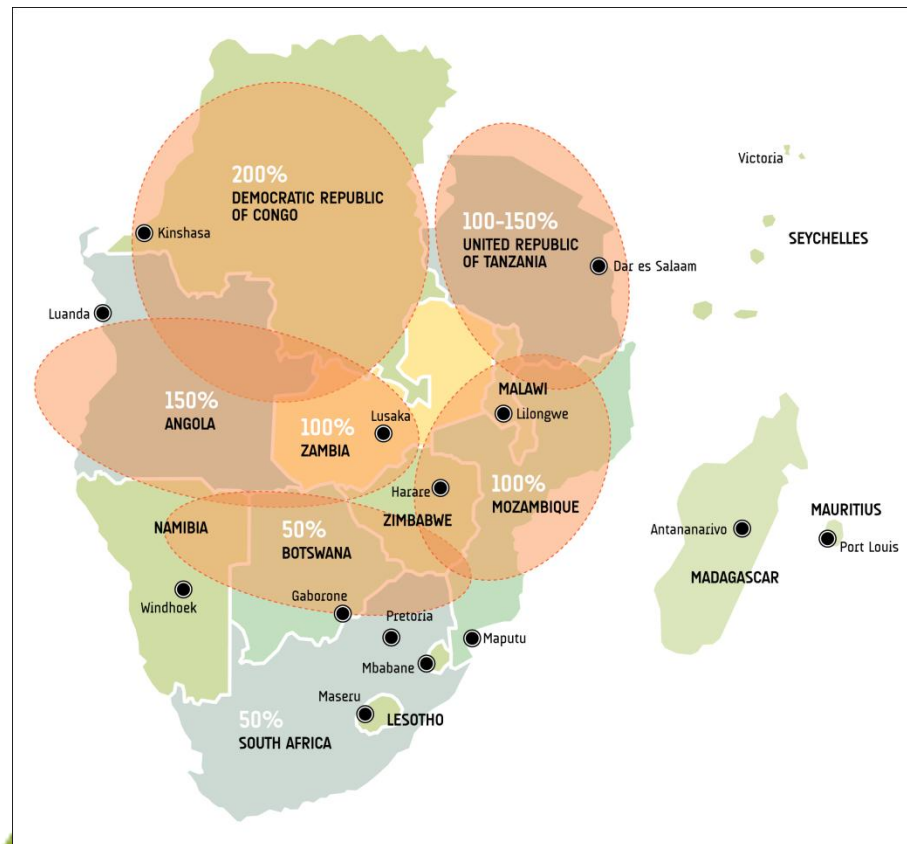 200%
DEMOCRATIC REPUBLIC
OF CONGO
Victoria
100-150%
UNITED REPUBLIC
OF TANZANIA
Kinshasa
SEYCHELLES
Dar es Salaam
Luanda
MALAWI
150%
ANGOLA
Lusaka
Lilongwe
100%
ZAMBIA
100%
MOZAMBIQUE
Harare
ZIMBABWE
MAURITIUS
NAMIBIA
50%
BOTSWANA
Antananarivo
Port Louis
MADAGASCAR
Gaborone
Windhoek
Pretoria
Maputu
Mbabane
Maseru
LESOTHO
50%
SOUTH AFRICA